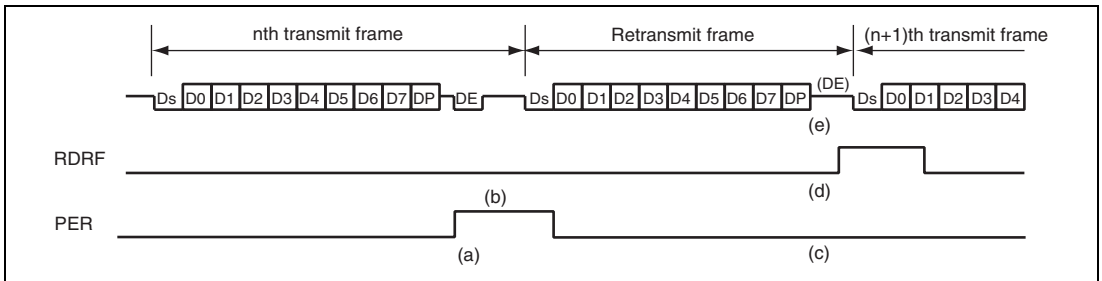 nth transmit frame Retransmit frame (n+1)th transmit frame
(DE)
Ds D0 D1 D2 D3 D4 D5 D6 D7 DP DE Ds D0 D1 D2 D3 D4 D5 D6 D7 DP Ds D0 D1 D2 D3 D4
(e)
RDRF
(b) (d)
PER
(a) (c)